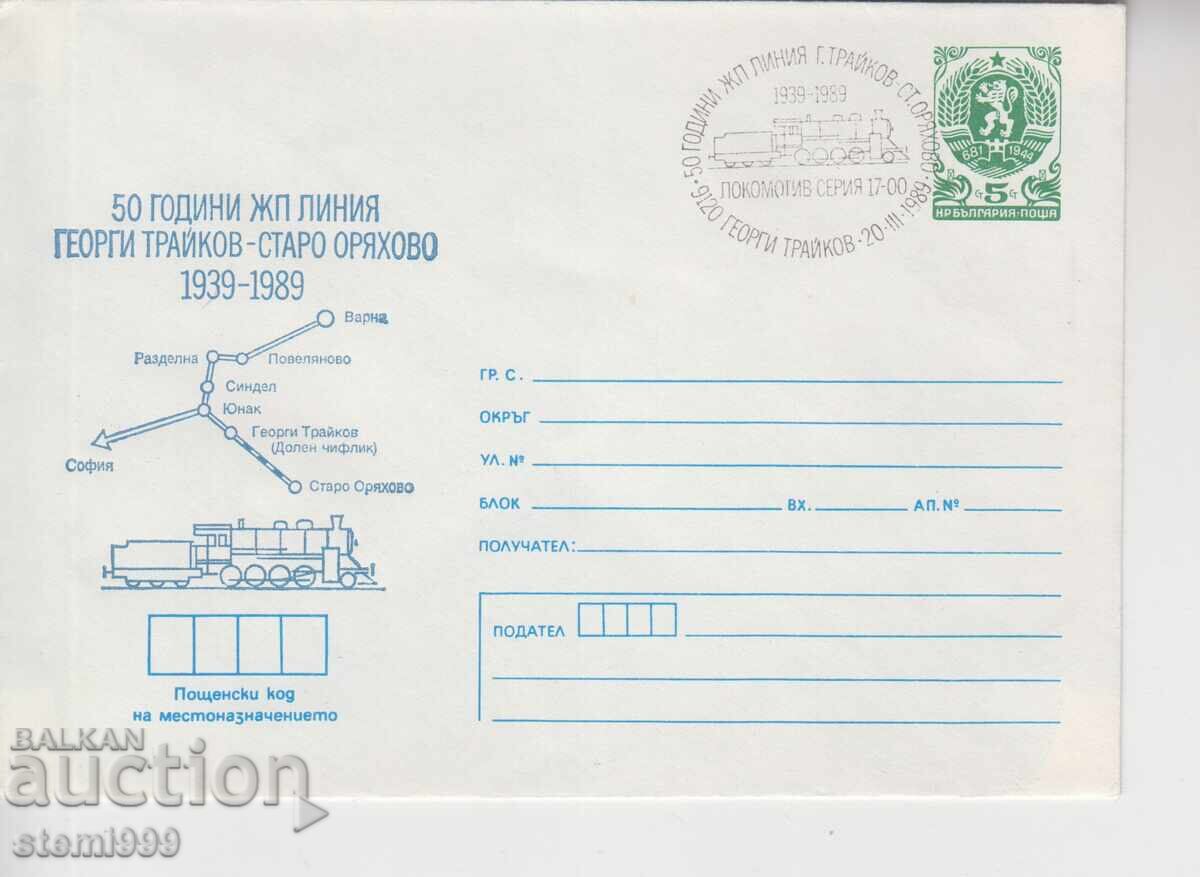 50 ГОДИНИ ЖП ЛИНИЯ Г.ТРАЙКОВ-СТ.ОРЯХОВО
1939-1989
ЛОКОМОТИВ СЕРИЯ 17-00
9120 ГЕОРГИ ТРАЙКОВ · 20-III-1989
681 1944
СТ 5 СТ
НР БЪЛГАРИЯ·ПОЩА
50 ГОДИНИ ЖП ЛИНИЯ
ГЕОРГИ ТРАЙКОВ-СТАРО ОРЯХОВО
1939-1989
Варна
Разделна
Повеляново
Синдел
Юнак
Георги Трайков
(Долен чифлик)
София
Старо Оряхово
ГР. С.
ОКРЪГ
УЛ. №
БЛОК ВХ. АП.№
ПОЛУЧАТЕЛ:
ПОДАТЕЛ
Пощенски код
на местоназначението
BALKAN
auction
stemi999